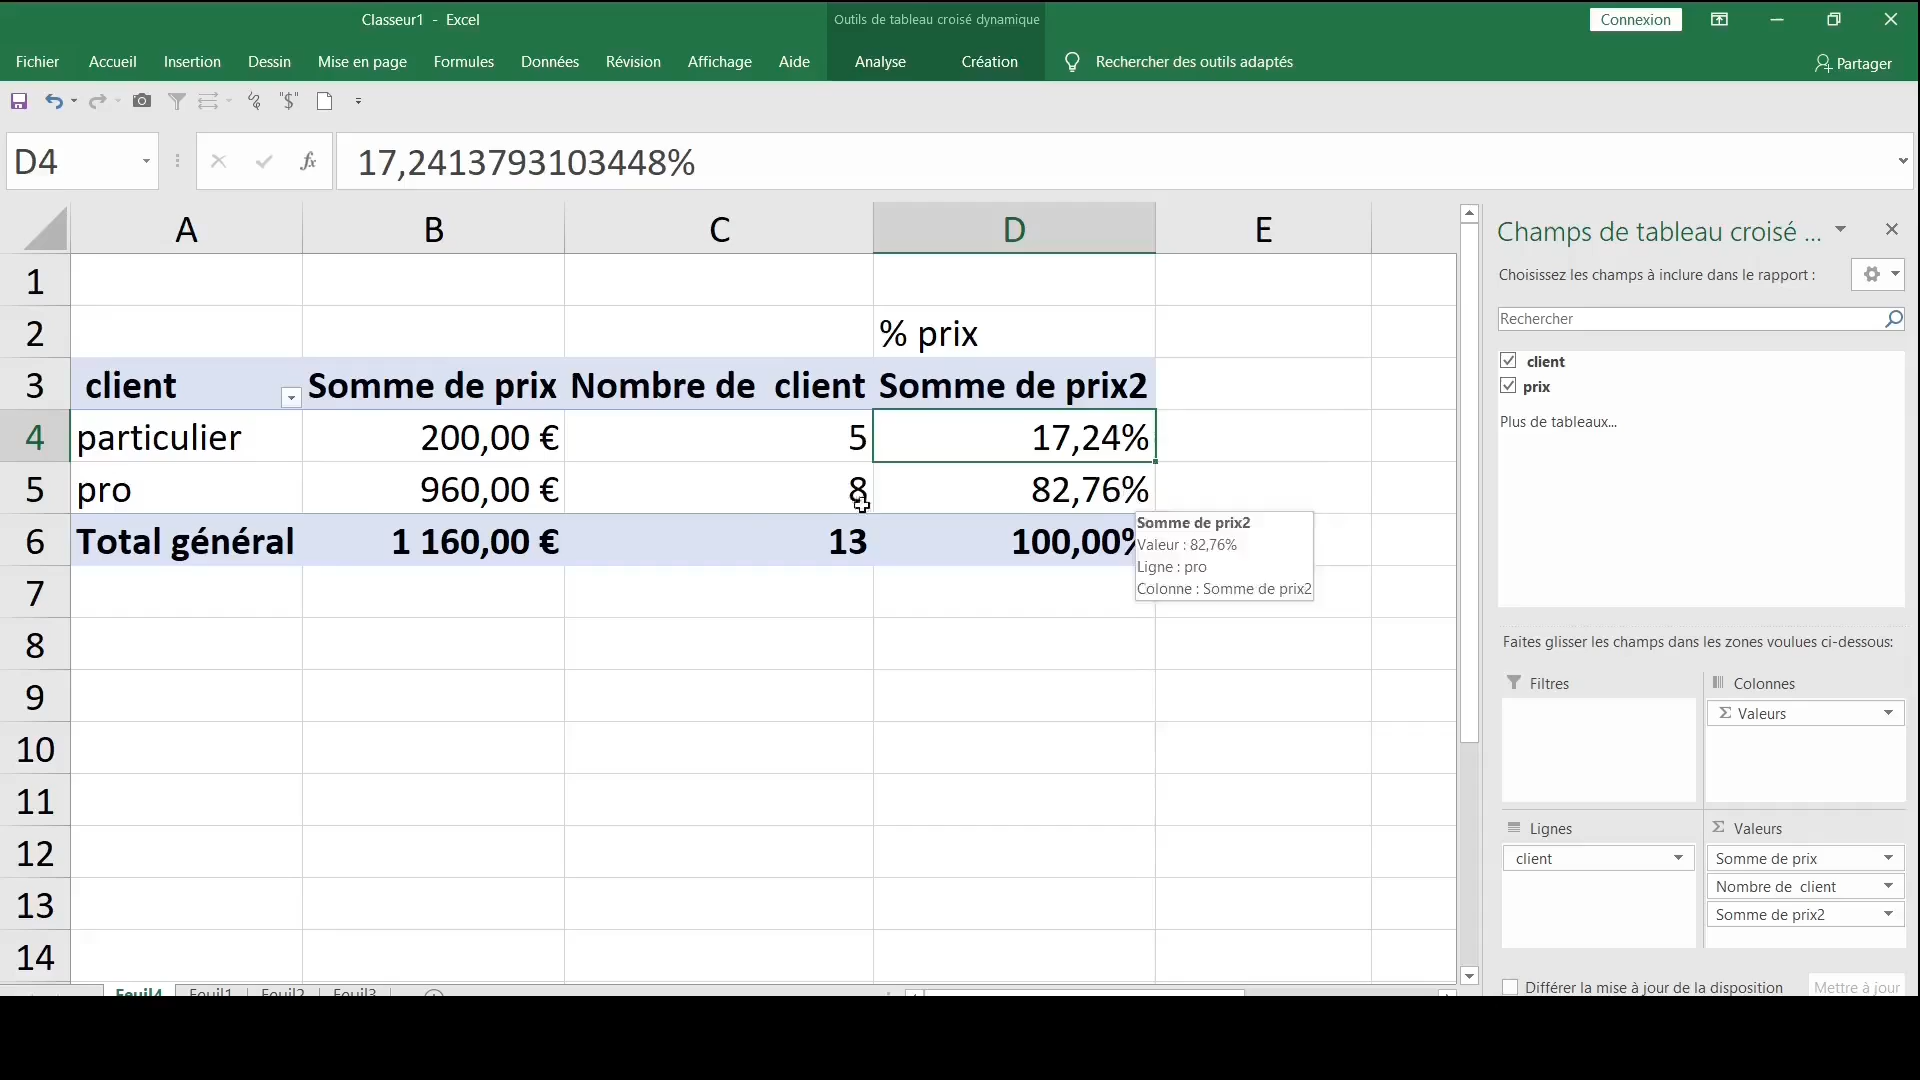 Classeur1 - Excel
Outils de tableau croisé dynamique
Connexion
Fichier Accueil Insertion Dessin Mise en page Formules Données Révision Affichage Aide Analyse Création Rechercher des outils adaptés Partager
"$"
D4 fx 17,2413793103448%
A B C D E
1
2 % prix
3 client Somme de prix Nombre de client Somme de prix2
4 particulier 200,00 € 5 17,24%
5 pro 960,00 € 8 82,76%
6 Total général 1 160,00 € 13 100,00%
Somme de prix2
Valeur : 82,76%
Ligne : pro
Colonne : Somme de prix2
7
8
9
10
11
12
13
14
Feuil4 Feuil1 Feuil2 Feuil3
Champs de tableau croisé ...
Choisissez les champs à inclure dans le rapport :
Rechercher
client
prix
Plus de tableaux...
Faites glisser les champs dans les zones voulues ci-dessous:
Filtres
Colonnes
Σ Valeurs
Lignes
client
Σ Valeurs
Somme de prix
Nombre de client
Somme de prix2
Différer la mise à jour de la disposition
Mettre à jour